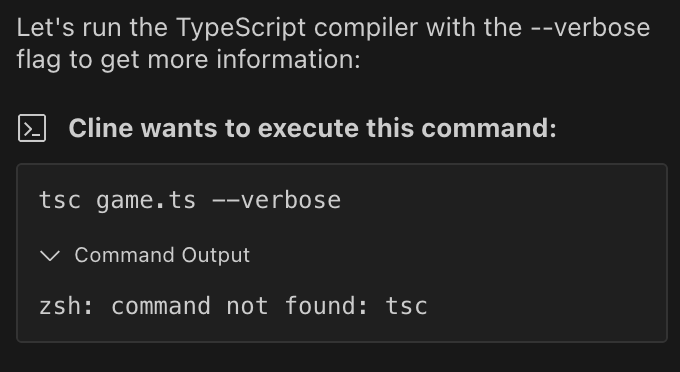 Let's run the TypeScript compiler with the --verbose
flag to get more information:
Cline wants to execute this command:
tsc game.ts --verbose
Command Output
zsh: command not found: tsc